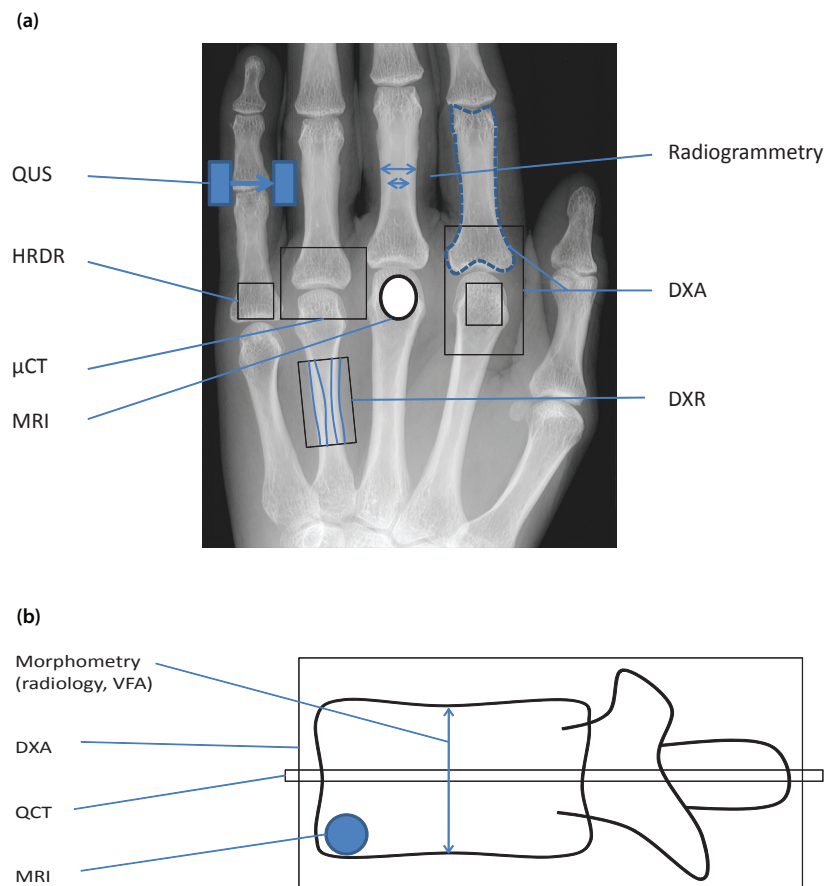 (a)
QUS
HRDR
µCT
MRI
Radiogrammetry
DXA
DXR
(b)
Morphometry
(radiology, VFA)
DXA
QCT
MRI